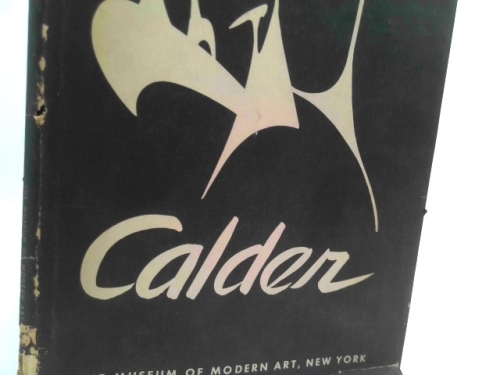 Calder
MUSEUM OF MODERN ART, NEW YORK